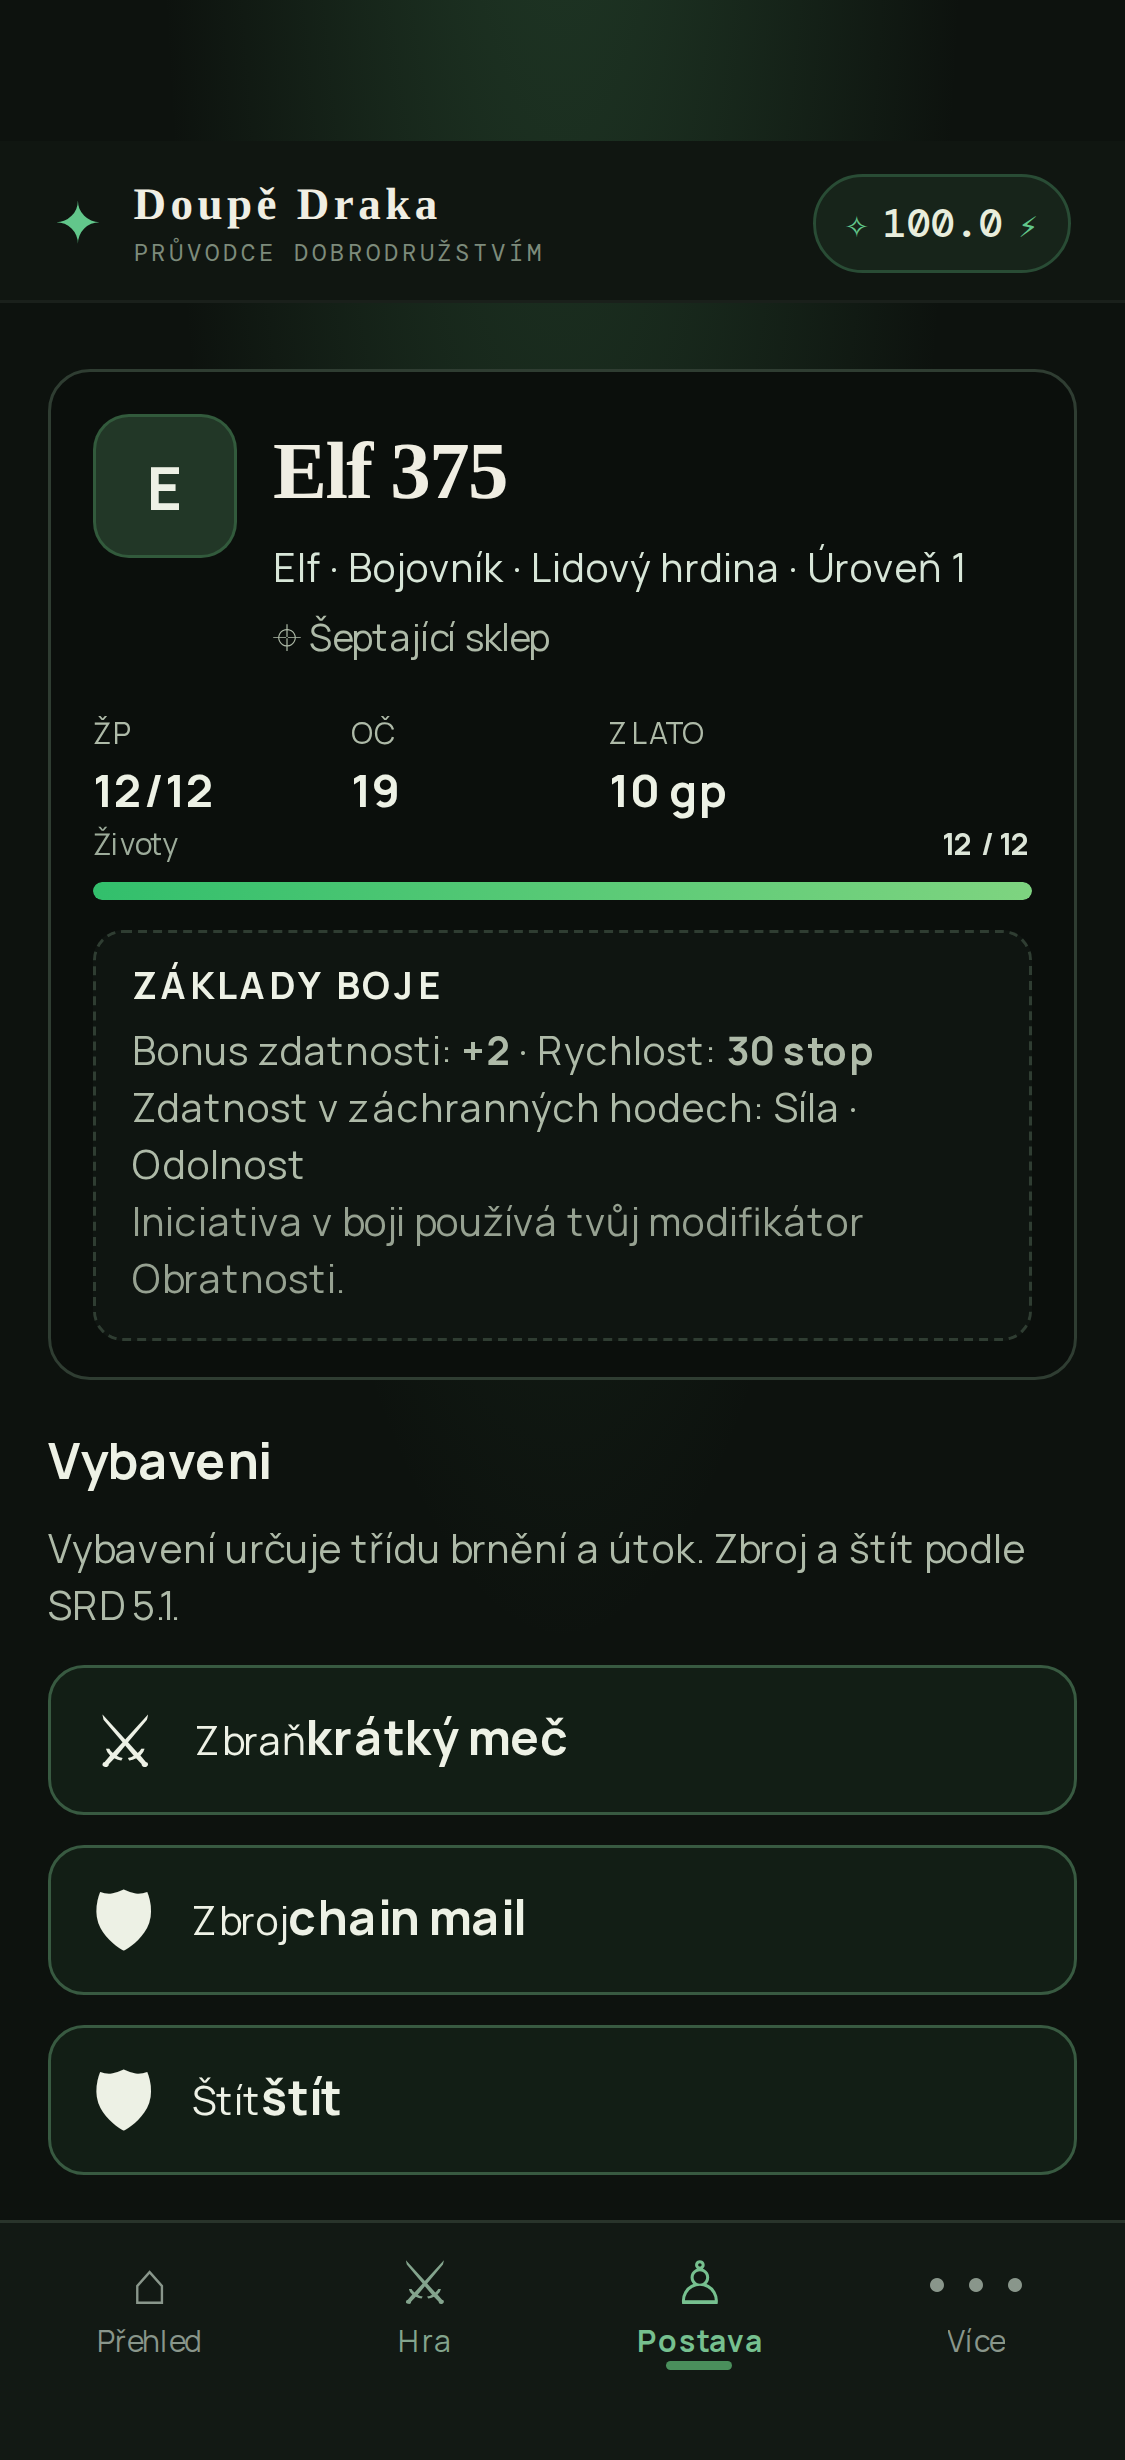 Doupě Draka
PRŮVODCE DOBRODRUŽSTVÍM
100.0
E
Elf 375
Elf · Bojovník · Lidový hrdina · Úroveň 1
Šeptající sklep
ŽP OČ ZLATO
12/12 19 10 gp
Životy 12 / 12
ZÁKLADY BOJE
Bonus zdatnosti: +2 · Rychlost: 30 stop
Zdatnost v záchranných hodech: Síla ·
Odolnost
Iniciativa v boji používá tvůj modifikátor
Obratnosti.
Vybaveni
Vybavení určuje třídu brnění a útok. Zbroj a štít podle
SRD 5.1.
Zbraňkrátký meč
Zbrojchain mail
Štítštít
Přehled Hra Postava Více